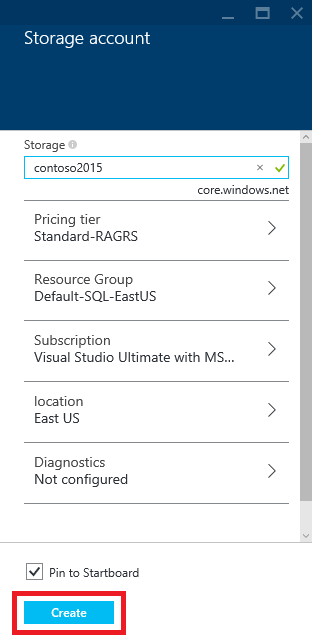 Storage account
Storage
contoso2015
core.windows.net
Pricing tier
Standard-RAGRS
Resource Group
Default-SQL-EastUS
Subscription
Visual Studio Ultimate with MS...
location
East US
Diagnostics
Not configured
Pin to Startboard
Create